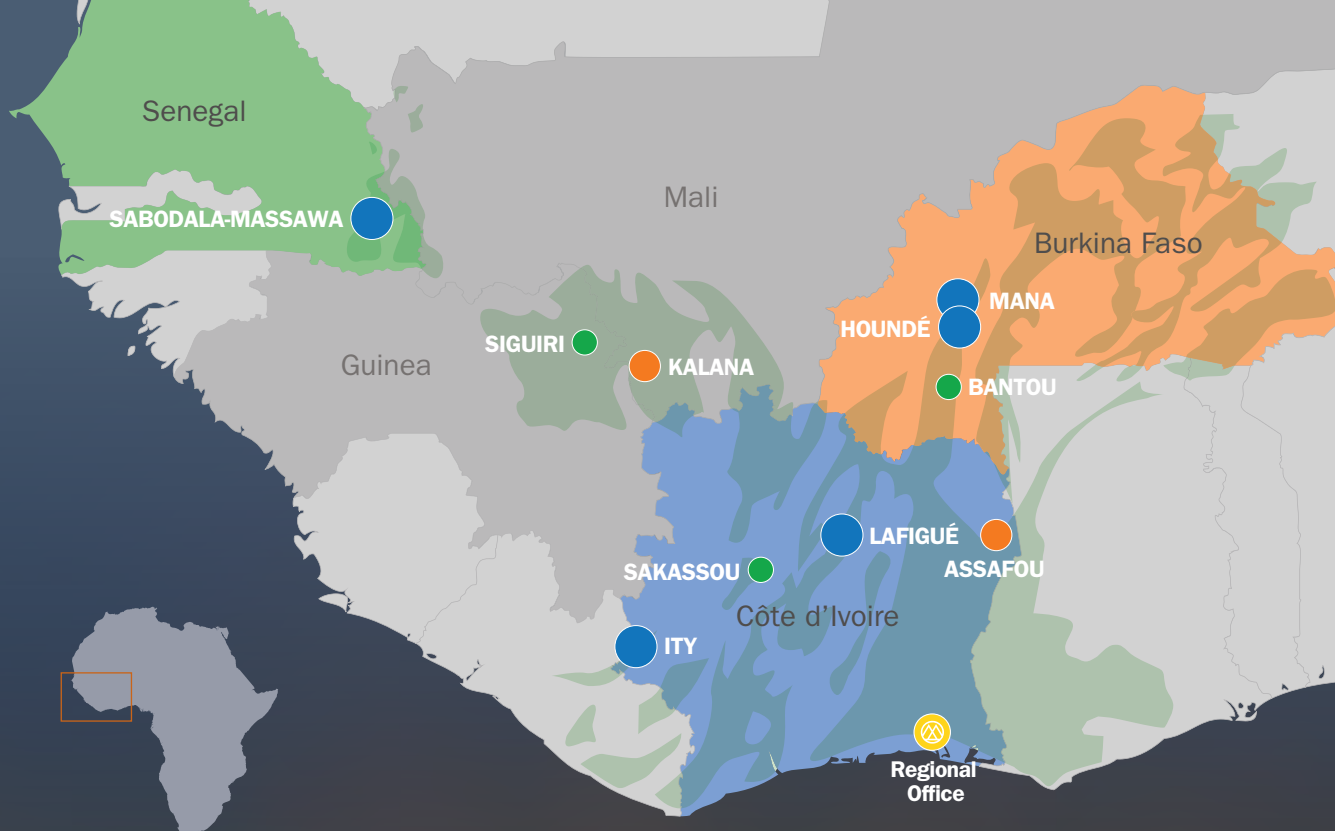 Senegal
Mali
SABODALA-MASSAWA
Burkina Faso
MANA
HOUNDÉ
SIGUIRI
Guinea
KALANA
BANTOU
LAFIGUÉ
SAKASSOU
ASSAFOU
Côte d’Ivoire
ITY
Regional
Office